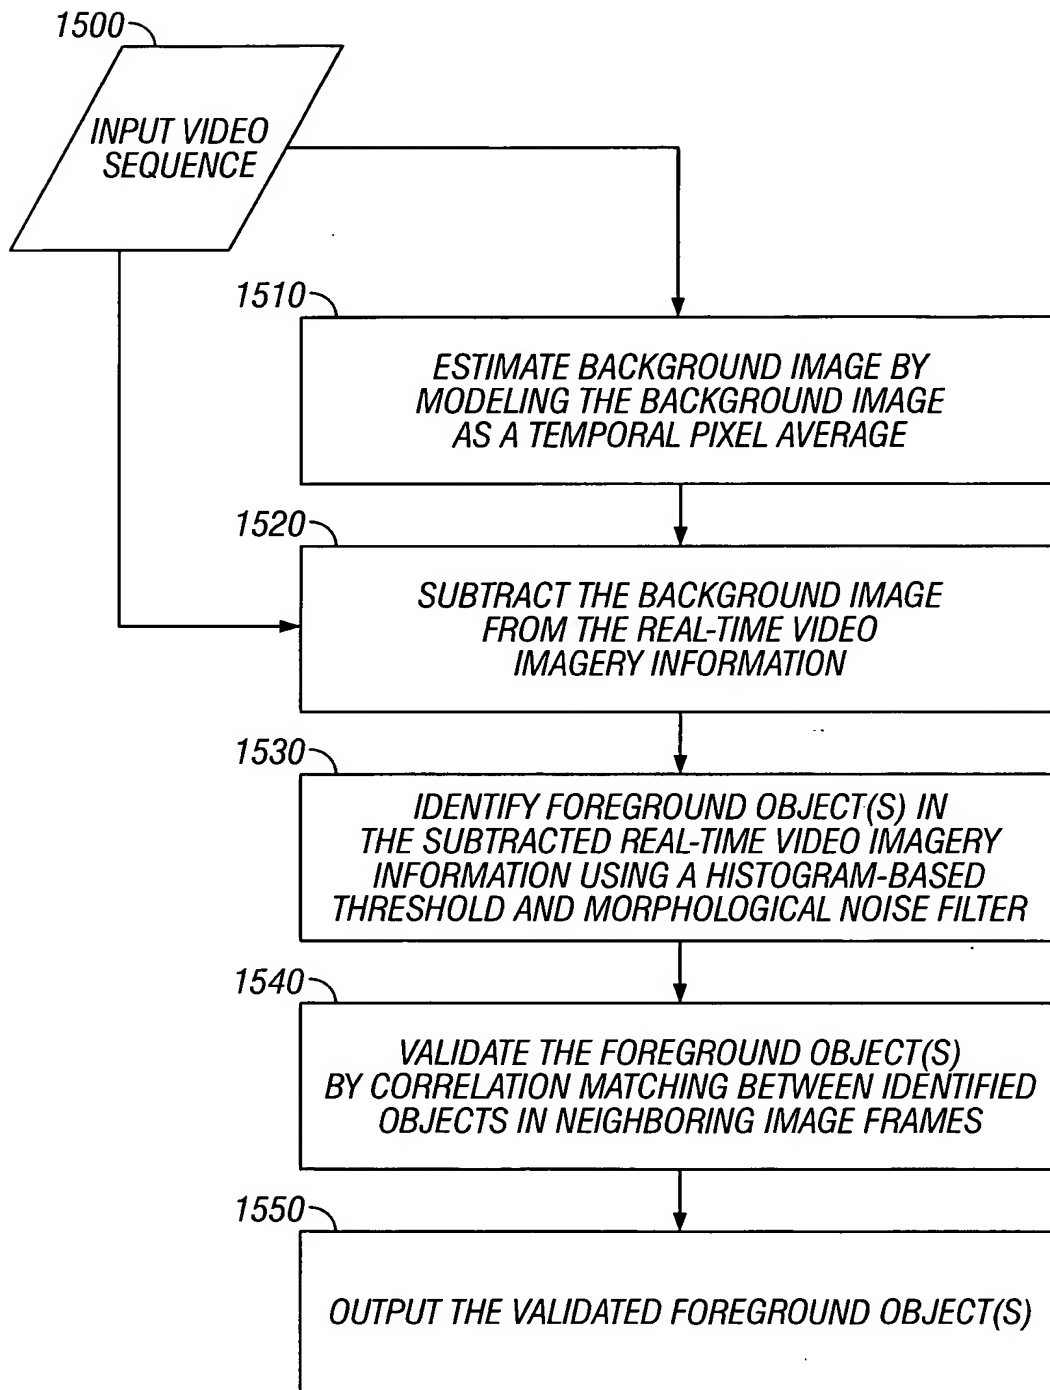 1500
INPUT VIDEO
SEQUENCE
1510
ESTIMATE BACKGROUND IMAGE BY
MODELING THE BACKGROUND IMAGE
AS A TEMPORAL PIXEL AVERAGE
1520
SUBTRACT THE BACKGROUND IMAGE
FROM THE REAL-TIME VIDEO
IMAGERY INFORMATION
1530
IDENTIFY FOREGROUND OBJECT(S) IN
THE SUBTRACTED REAL-TIME VIDEO IMAGERY
INFORMATION USING A HISTOGRAM-BASED
THRESHOLD AND MORPHOLOGICAL NOISE FILTER
1540
VALIDATE THE FOREGROUND OBJECT(S)
BY CORRELATION MATCHING BETWEEN IDENTIFIED
OBJECTS IN NEIGHBORING IMAGE FRAMES
1550
OUTPUT THE VALIDATED FOREGROUND OBJECT(S)